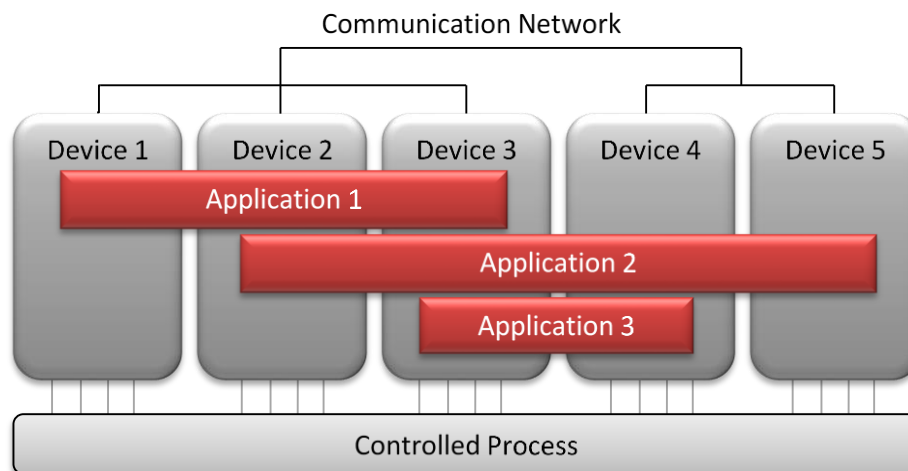 Communication Network
Device 1
Device 2
Device 3
Device 4
Device 5
Application 1
Application 2
Application 3
Controlled Process